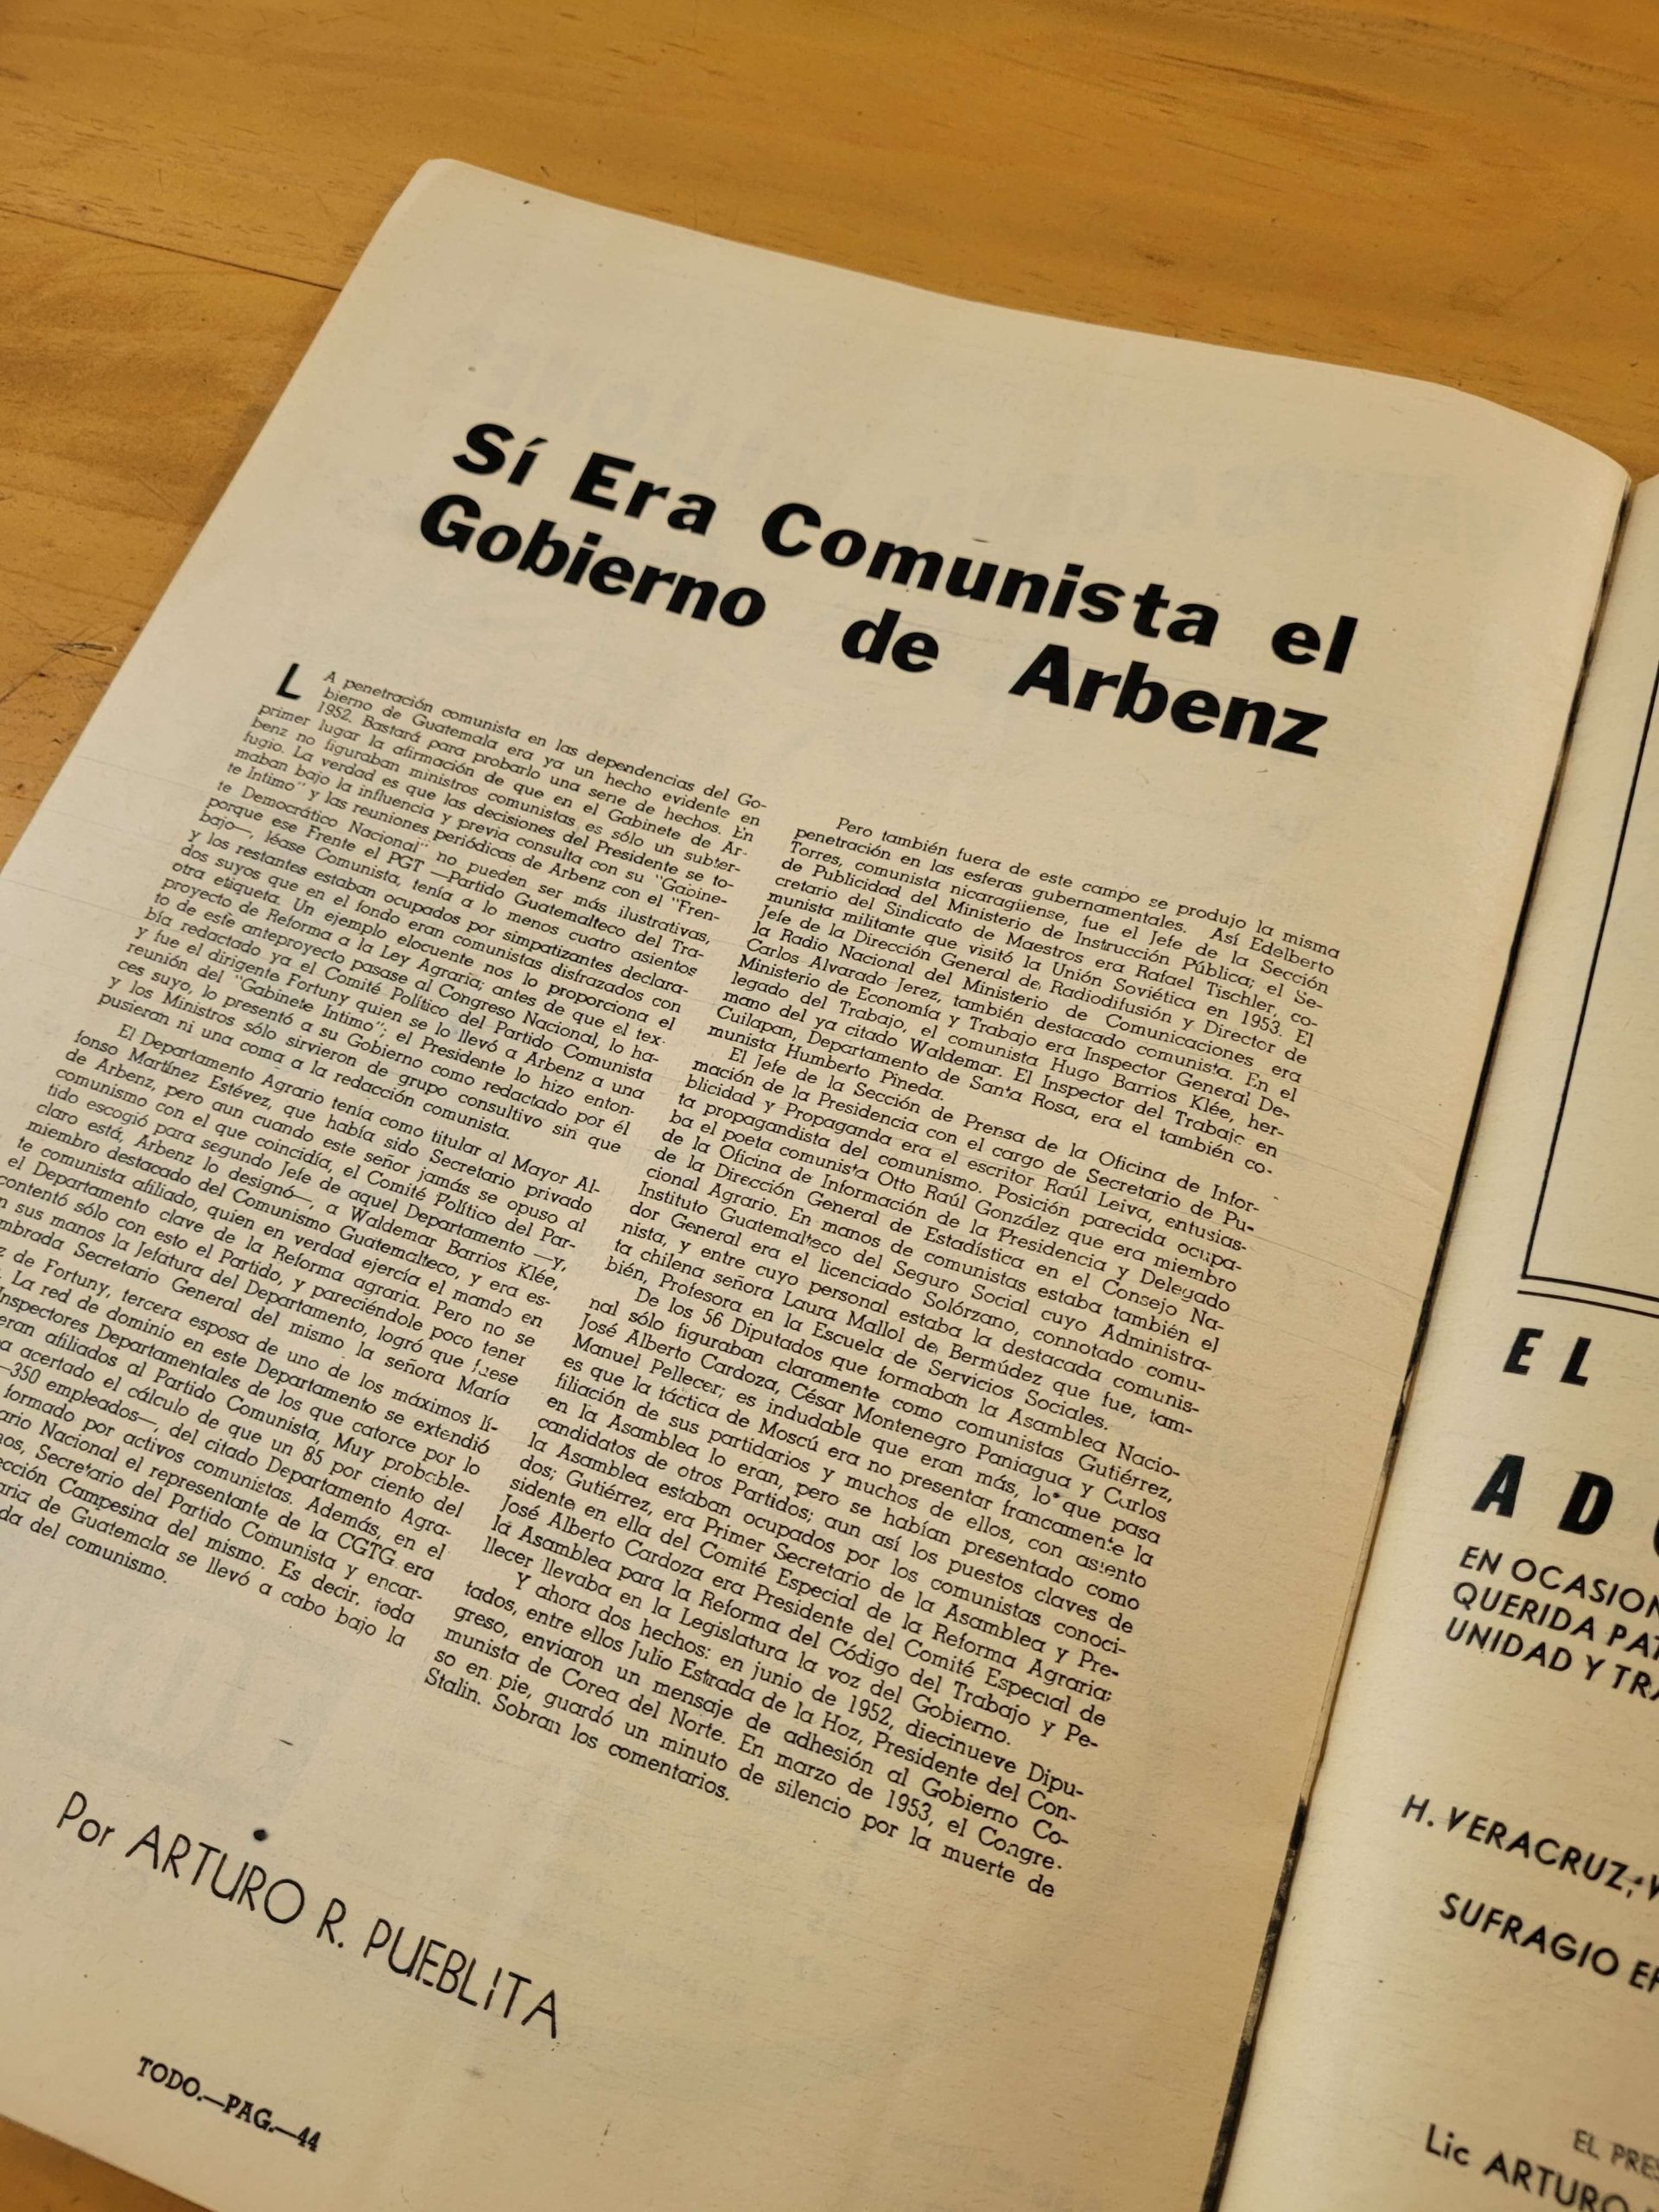 Sí Era Comunista el
Gobierno de Arbenz
LA penetración comunista en las dependencias del Go-
bierno de Guatemala era ya un hecho evidente en
1952. Bastará para probarlo una serie de hechos. En
primer lugar la afirmación de que en el Gabinete de Ar-
benz no figuraban ministros comunistas es sólo un subter-
fugio. La verdad es que las decisiones del Presidente se to-
maban bajo la influencia y previa consulta con su "Gabine-
te Intimo" y las reuniones periódicas de Arbenz con el "Fren-
te Democrático Nacional" no pueden ser más ilustrativas,
porque ese Frente el PGT —Partido Guatemalteco del Tra-
bajo—, léase Comunista, tenía a lo menos cuatro asientos
y los restantes estaban ocupados por simpatizantes declara-
dos suyos que en el fondo eran comunistas disfrazados con
otra etiqueta. Un ejemplo elocuente nos lo proporciona el
proyecto de Reforma a la Ley Agraria; antes de que el tex-
to de este anteproyecto pasase al Congreso Nacional, lo ha-
bía redactado ya el Comité Político del Partido Comunista
y fue el dirigente Fortuny quien se lo llevó a Arbenz a una
reunión del "Gabinete Intimo"; el Presidente lo hizo enton-
ces suyo, lo presentó a su Gobierno como redactado por él
y los Ministros sólo sirvieron de grupo consultivo sin que
pusieran ni una coma a la redacción comunista.
El Departamento Agrario tenía como titular al Mayor Al-
fonso Martínez Estévez, que había sido Secretario privado
de Arbenz, pero aun cuando este señor jamás se opuso al
comunismo con el que coincidía, el Comité Político del Par-
tido escogió para segundo Jefe de aquel Departamento —y,
claro está, Arbenz lo designó—, a Waldemar Barrios Klée,
miembro destacado del Comunismo Guatemalteco, y era es-
te comunista afiliado, quien en verdad ejercía el mando en
el Departamento clave de la Reforma agraria. Pero no se
contentó sólo con esto el Partido, y pareciéndole poco tener
sus manos la Jefatura del Departamento, logró que fuese
mbrada Secretario General del mismo la señora María
de Fortuny, tercera esposa de uno de los máximos lí-
La red de dominio en este Departamento se extendió
Inspectores Departamentales de los que catorce por lo
eran afiliados al Partido Comunista, Muy probable-
acertado el cálculo de que un 85 por ciento del
—350 empleados—, del citado Departamento Agra-
formado por activos comunistas. Además, en el
ario Nacional el representante de la CGTG era
nos, Secretario del Partido Comunista y encar-
ección Campesina del mismo. Es decir, toda
aria de Guatemala se llevó a cabo bajo la
da del comunismo.
Pero también fuera de este campo se produjo la misma
penetración en las esferas gubernamentales. Así Edelberto
Torres, comunista nicaragüense, fue el Jefe de la Sección
de Publicidad del Ministerio de Instrucción Pública; el Se-
cretario del Sindicato de Maestros era Rafael Tischler, co-
munista militante que visitó la Unión Soviética en 1953. El
Jefe de la Dirección General de Radiodifusión y Director de
la Radio Nacional del Ministerio de Comunicaciones era
Carlos Alvarado Jerez, también destacado comunista. En el
Ministerio de Economía y Trabajo era Inspector General De-
legado del Trabajo, el comunista Hugo Barrios Klée, her-
mano del ya citado Waldemar. El Inspector del Trabajo en
Cuilapan, Departamento de Santa Rosa, era el también co-
munista Humberto Pineda.
El Jefe de la Sección de Prensa de la Oficina de Infor-
mación de la Presidencia con el cargo de Secretario de Pu-
blicidad y Propaganda era el escritor Raúl Leiva, entusias-
ta propagandista del comunismo. Posición parecida ocupa-
ba el poeta comunista Otto Raúl González que era miembro
de la Oficina de Información de la Presidencia y Delegado
de la Dirección General de Estadística en el Consejo Na-
cional Agrario. En manos de comunistas estaba también el
Instituto Guatemalteco del Seguro Social cuyo Administra-
dor General era el licenciado Solórzano, connotado comu-
nista, y entre cuyo personal estaba la destacada comunis-
ta chilena señora Laura Mallol de Bermúdez que fue, tam-
bién, Profesora en la Escuela de Servicios Sociales.
De los 56 Diputados que formaban la Asamblea Nacio-
nal sólo figuraban claramente como comunistas Gutiérrez,
José Alberto Cardoza, César Montenegro Paniagua y Carlos
Manuel Pellecer; es indudable que eran más, lo que pasa
es que la táctica de Moscú era no presentar francamente la
filiación de sus partidarios y muchos de ellos, con asiento
en la Asamblea lo eran, pero se habían presentado como
candidatos de otros Partidos; aun así los puestos claves de
la Asamblea estaban ocupados por los comunistas conoci-
dos; Gutiérrez, era Primer Secretario de la Asamblea y Pre-
sidente en ella del Comité Especial de la Reforma Agraria;
José Alberto Cardoza era Presidente del Comité Especial de
la Asamblea para la Reforma del Código del Trabajo y Pe-
llecer llevaba en la Legislatura la voz del Gobierno.
Y ahora dos hechos: en junio de 1952, diecinueve Dipu-
tados, entre ellos Julio Estrada de la Hoz, Presidente del Con-
greso, enviaron un mensaje de adhesión al Gobierno Co-
munista de Corea del Norte. En marzo de 1953, el Congre-
so en pie, guardó un minuto de silencio por la muerte de
Stalin. Sobran los comentarios.
Por ARTURO R. PUEBLITA
TODO.—PAG.—44
EL
AD
EN OCASION
QUERIDA PAT
UNIDAD Y TRA
H. VERACRUZ,
SUFRAGIO EF
EL PRES
Lic ARTURO